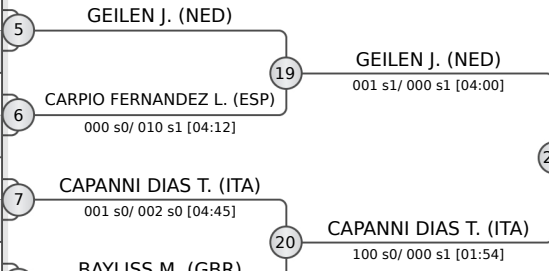 GEILEN J. (NED)
5
19
GEILEN J. (NED)
001 s1/ 000 s1 [04:00]
CARPIO FERNANDEZ L. (ESP)
6
000 s0/ 010 s1 [04:12]
CAPANNI DIAS T. (ITA)
7
001 s0/ 002 s0 [04:45]
20
CAPANNI DIAS T. (ITA)
100 s0/ 000 s1 [01:54]
BAYLISS M. (GBR)